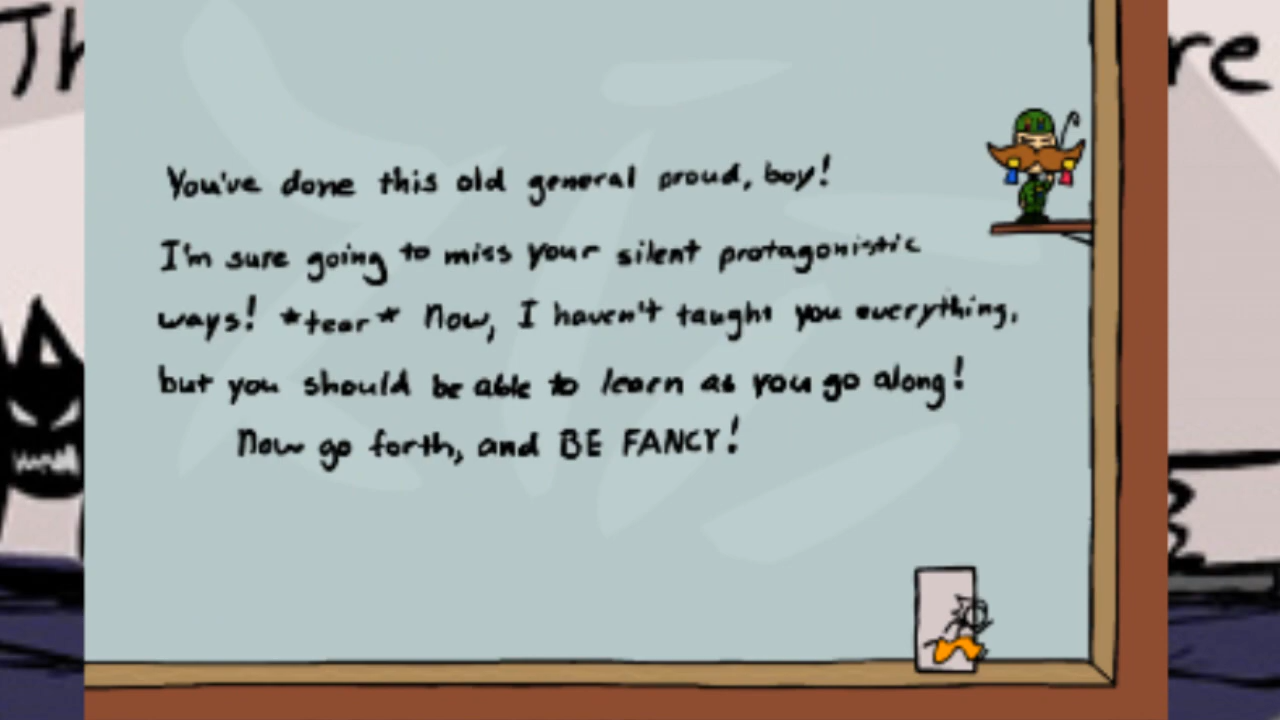 Th
re
You've done this old general proud, boy!
I'm sure going to miss your silent protagonistic
ways! *tear* Now, I haven't taught you everything,
but you should be able to learn as you go along!
Now go forth, and BE FANCY!